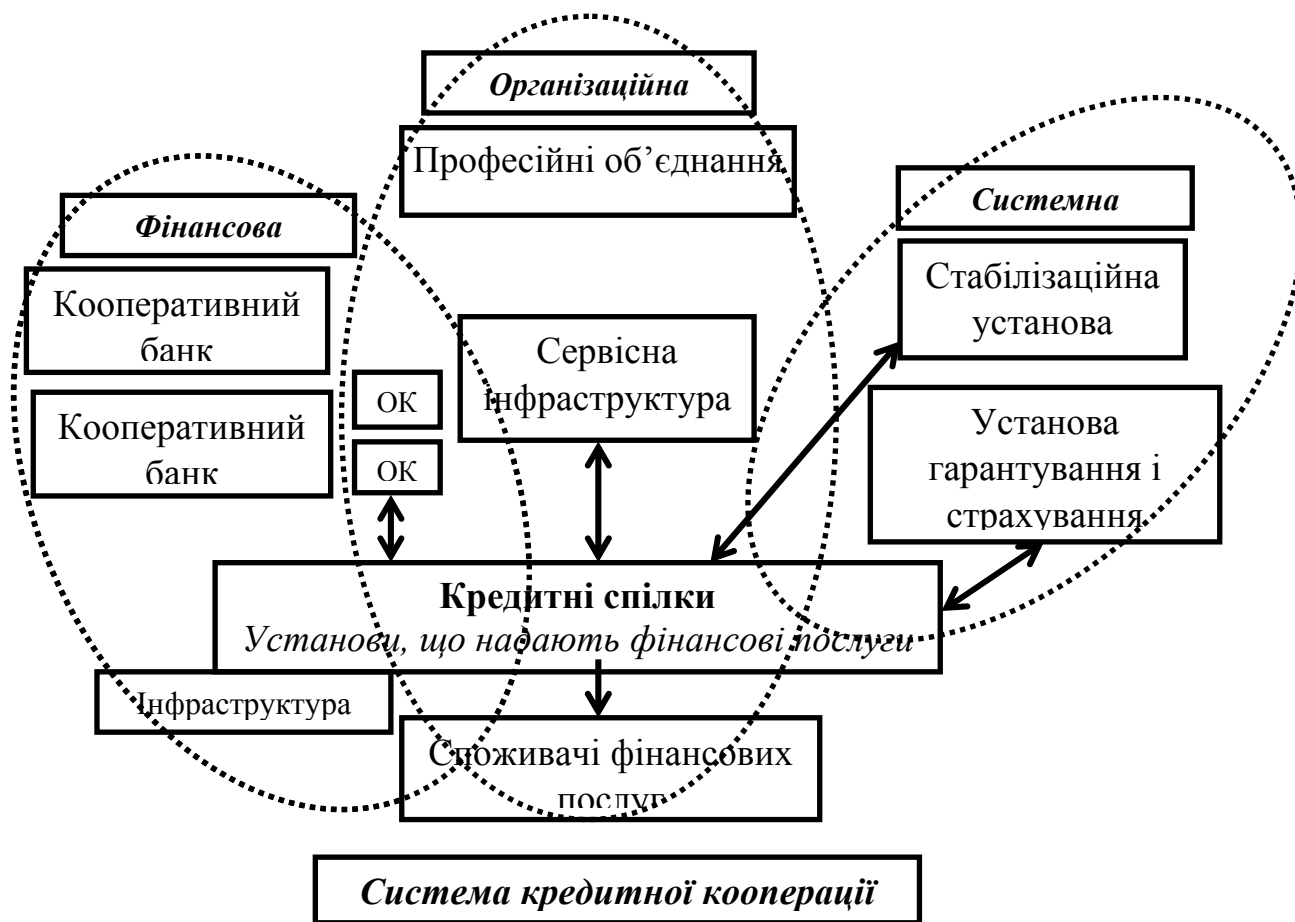 Організаційна
Професійні об’єднання
Фінансова
Системна
Кооперативний
банк
Стабілізаційна
установа
Сервісна
інфраструктура
ОК
Кооперативний
банк
ОК
Установа
гарантування і
страхування
Кредитні спілки
Установи, що надають фінансові послуги
Інфраструктура
Споживачі фінансових
послуг
Система кредитної кооперації